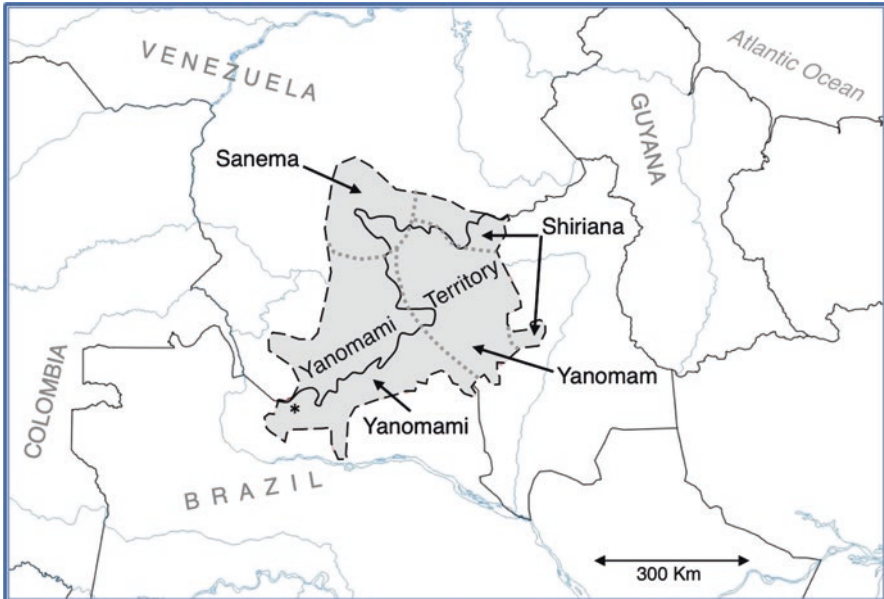 VENEZUELA
Atlantic Ocean
GUYANA
Sanema
Shiriana
Territory
Yanomami
Yanomam
COLOMBIA
*
Yanomami
BRAZIL
300 Km